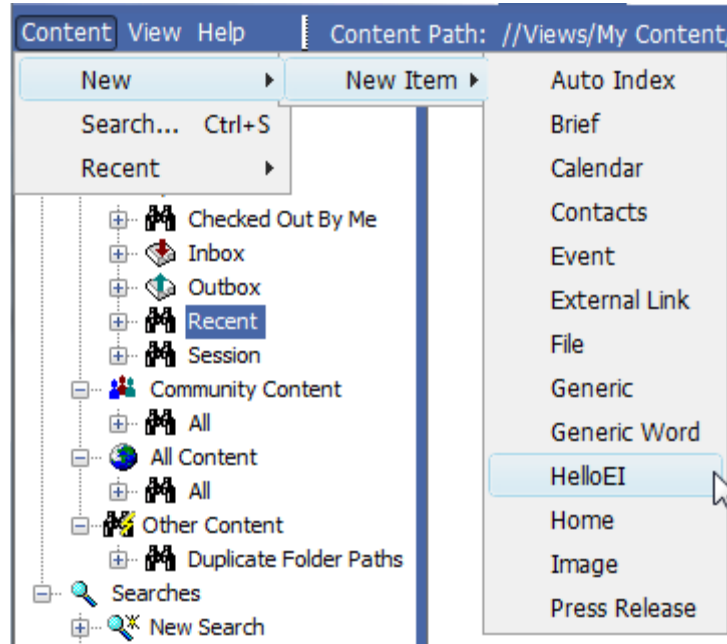 Content View Help Content Path: //Views/My Content
New
Search... Ctrl+S
Recent
New Item
Auto Index
Brief
Calendar
Contacts
Event
External Link
File
Generic
Generic Word
HelloEI
Home
Image
Press Release
Checked Out By Me
Inbox
Outbox
Recent
Session
Community Content
All
All Content
All
Other Content
Duplicate Folder Paths
Searches
New Search